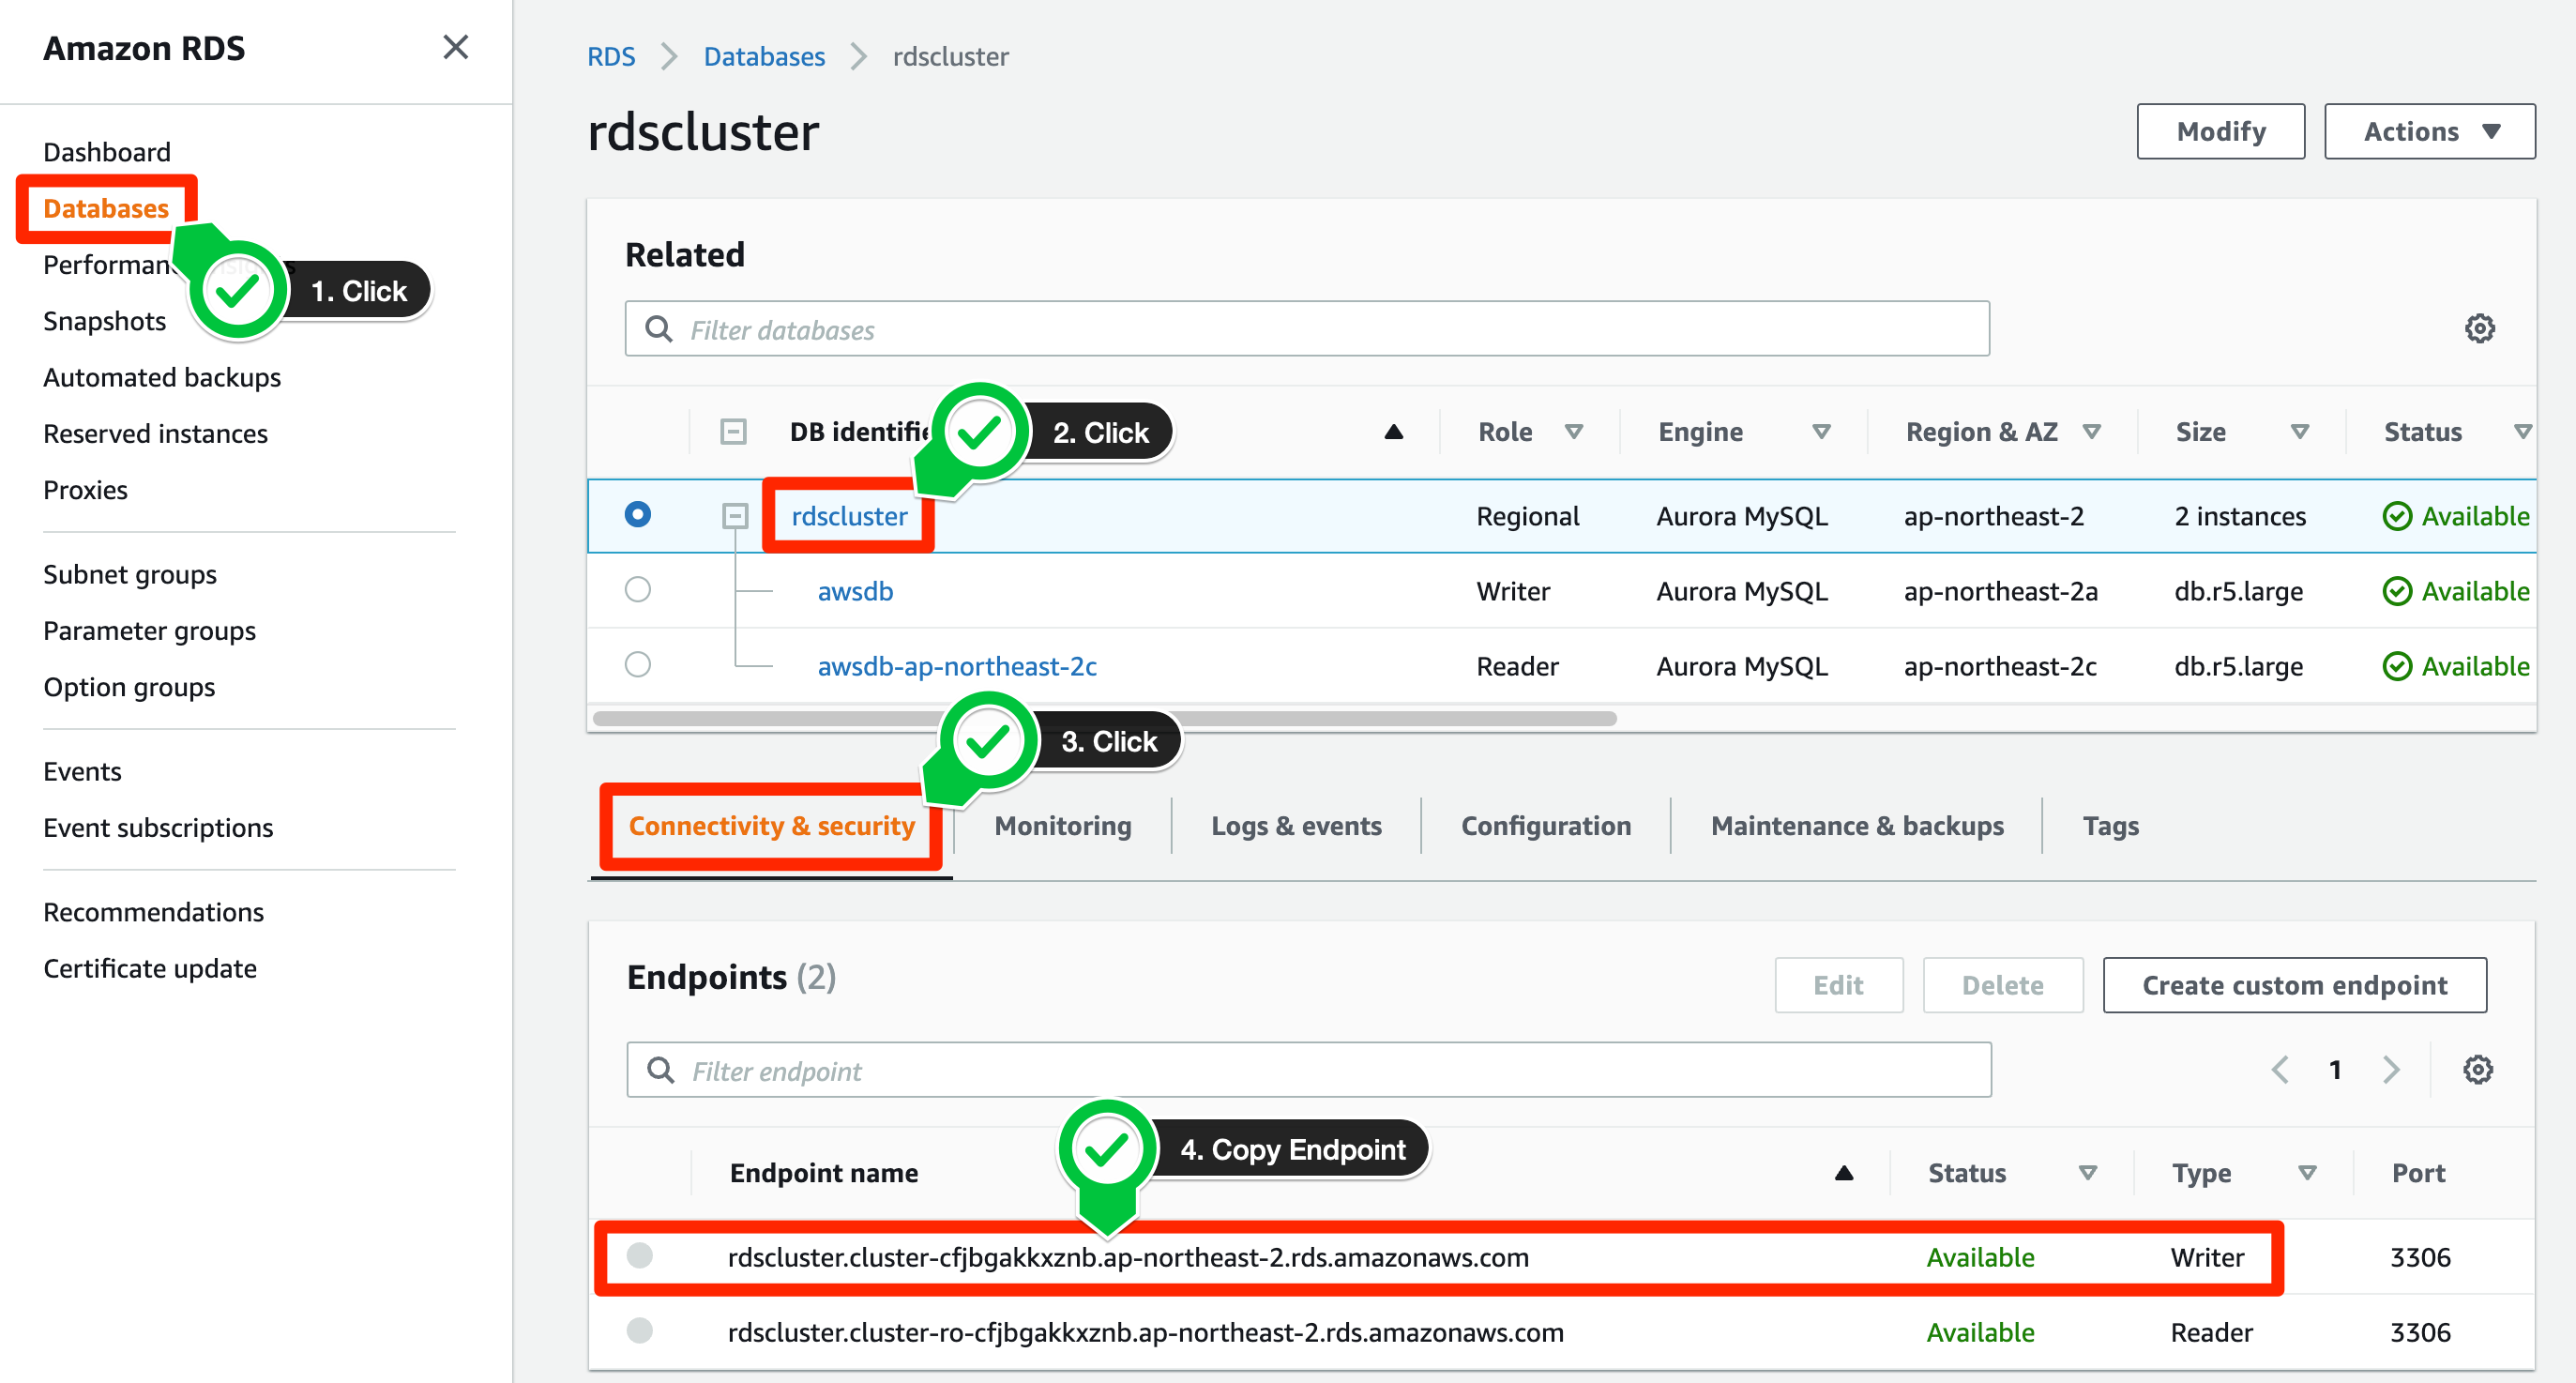 Amazon RDS
Dashboard
Databases
1. Click
Snapshots
Automated backups
Reserved instances
Proxies
Subnet groups
Parameter groups
Option groups
Events
Event subscriptions
Recommendations
Certificate update
RDS Databases rdscluster
rdscluster
Modify Actions
Related
Filter databases
2. Click
DB Role Engine Region & AZ Size Status
rdscluster Regional Aurora MySQL ap-northeast-2 2 instances Available
awsdb Writer Aurora MySQL ap-northeast-2a db.r5.large Available
awsdb-ap-northeast-2c Reader Aurora MySQL ap-northeast-2c db.r5.large Available
3. Click
Connectivity & security Monitoring Logs & events Configuration Maintenance & backups Tags
Endpoints (2)
Edit Delete Create custom endpoint
Filter endpoint
1
4. Copy Endpoint
Endpoint name Status Type Port
rdscluster.cluster-cfjbgakkxznb.ap-northeast-2.rds.amazonaws.com Available Writer 3306
rdscluster.cluster-ro-cfjbgakkxznb.ap-northeast-2.rds.amazonaws.com Available Reader 3306